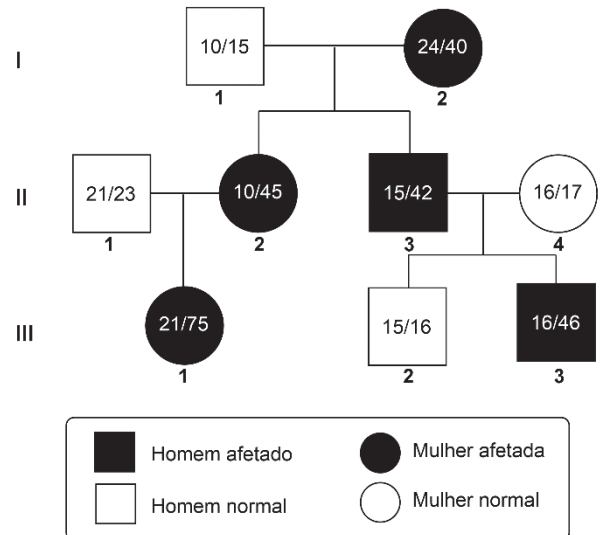 I
10/15
24/40
1
2
II
21/23
10/45
15/42
16/17
1
2
3
4
III
21/75
15/16
16/46
1
2
3
Homem afetado
Mulher afetada
Homem normal
Mulher normal